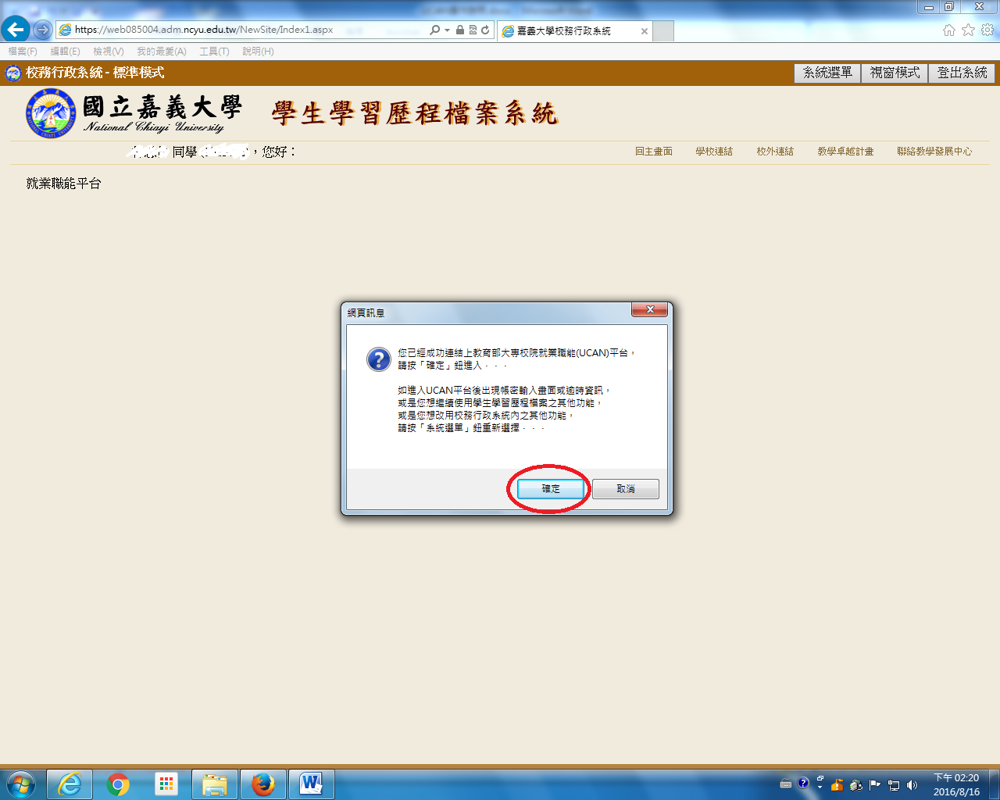 https://web085004.adm.ncyu.edu.tw/NewSite/Index1.aspx
嘉義大學校務行政系統
檔案(F) 編輯(E) 檢視(V) 我的最愛(A) 工具(T) 說明(H)
校務行政系統 - 標準模式
系統選單 視窗模式 登出系統
國立嘉義大學
National Chiayi University
學生學習歷程檔案系統
同學
，您好：
回主畫面 學校連結 校外連結 教學卓越計畫 聯絡教學發展中心
就業職能平台
網頁訊息
您已經成功連結上教育部大專校院就業職能(UCAN)平台，
請按「確定」鈕進入．．．
如進入UCAN平台後出現帳密輸入畫面或逾時資訊，
或是您想繼續使用學生學習歷程檔案之其他功能，
或是您想改用校務行政系統內之其他功能，
請按「系統選單」鈕重新選擇．．．
確定 取消
下午 02:20
2016/8/16